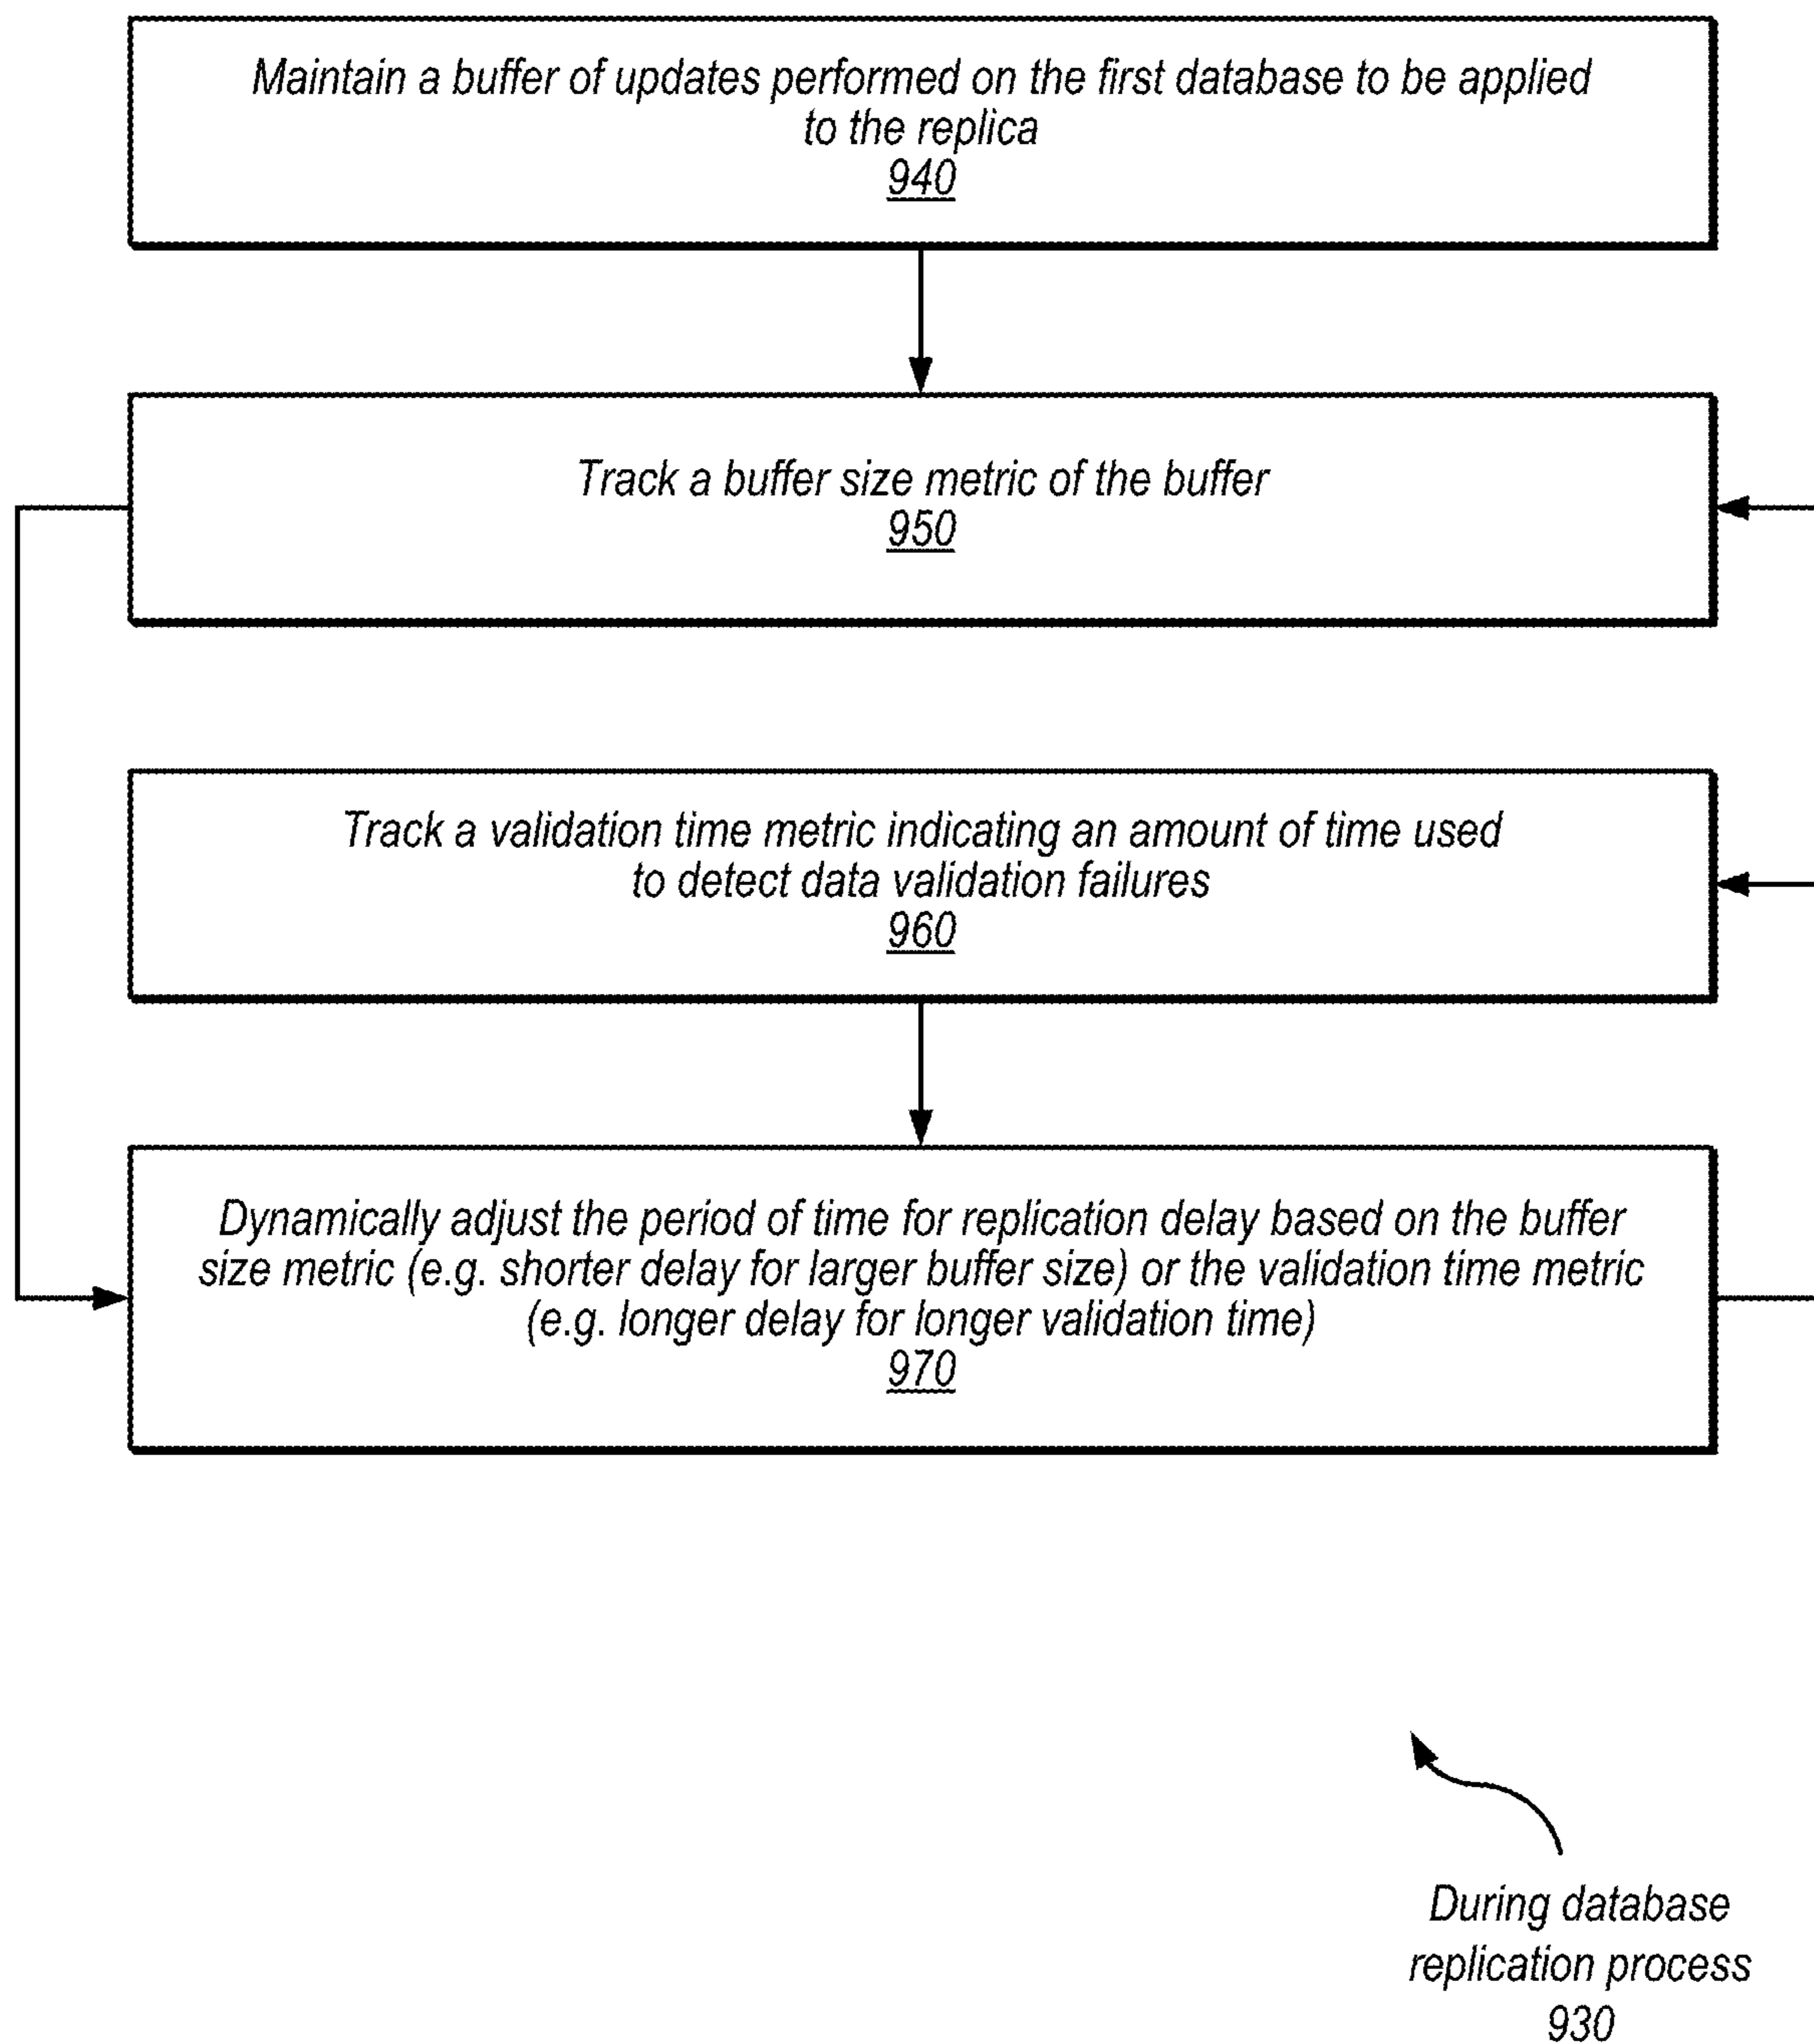 Maintain a buffer of updates performed on the first database to be applied
to the replica
940
Track a buffer size metric of the buffer
950
Track a validation time metric indicating an amount of time used
to detect data validation failures
960
Dynamically adjust the period of time for replication delay based on the buffer
size metric (e.g. shorter delay for larger buffer size) or the validation time metric
(e.g. longer delay for longer validation time)
970
During database
replication process
930